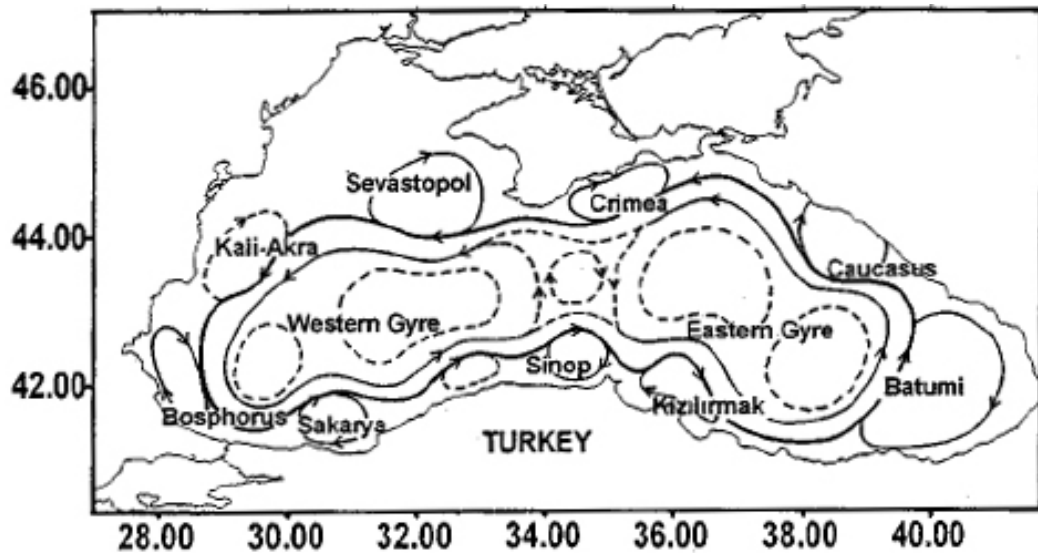 46.00
Sevastopol
Crimea
44.00
Kali-Akra
Caucasus
Western Gyre
Eastern Gyre
42.00
Sinop
Batumi
Bosphorus
Sakarya
Kızılırmak
TURKEY
28.00 30.00 32.00 34.00 36.00 38.00 40.00